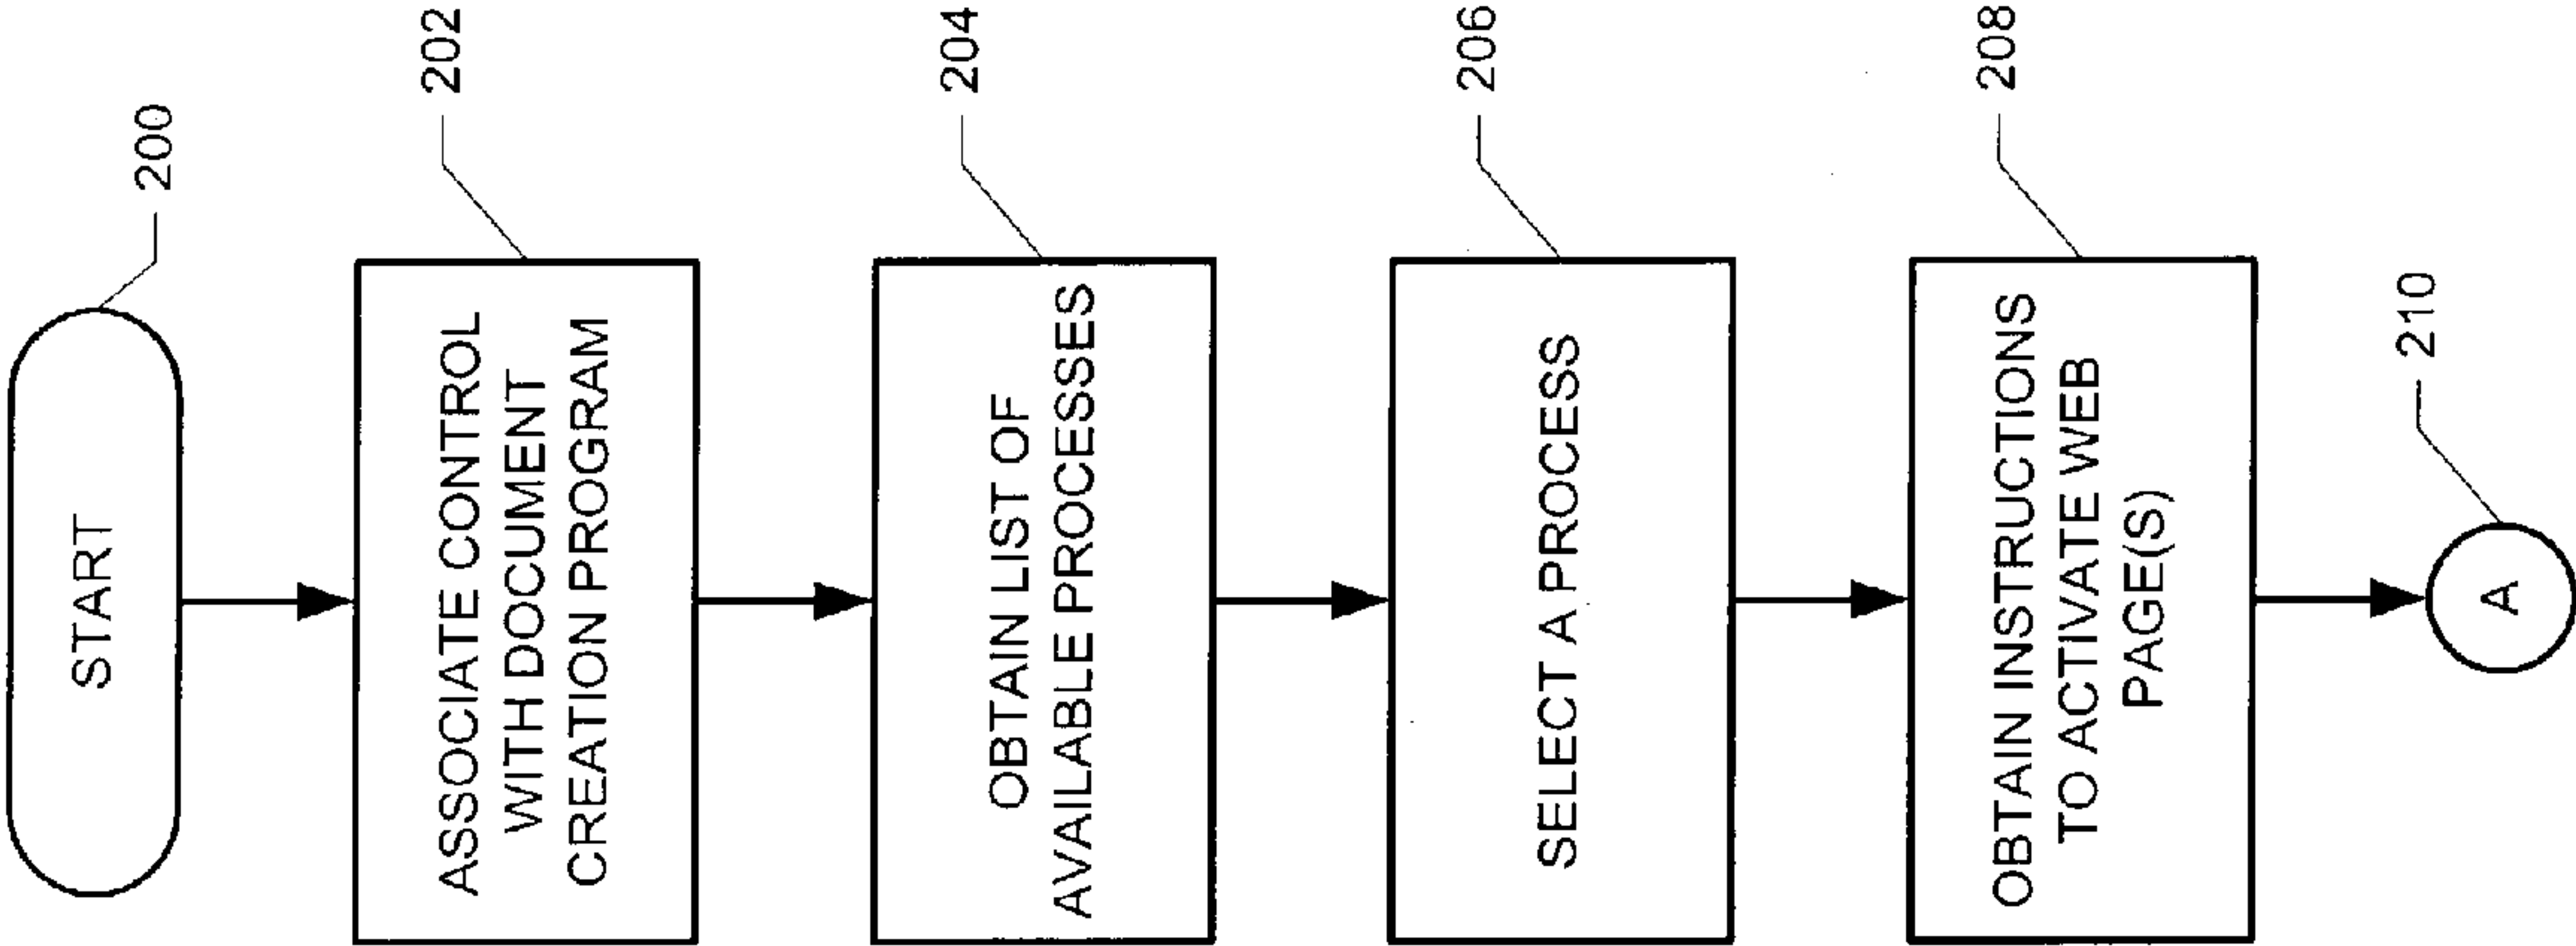 START
200
ASSOCIATE CONTROL
WITH DOCUMENT
CREATION PROGRAM
202
OBTAIN LIST OF
AVAILABLE PROCESSES
204
SELECT A PROCESS
206
OBTAIN INSTRUCTIONS
TO ACTIVATE WEB
PAGE(S)
208
A
210